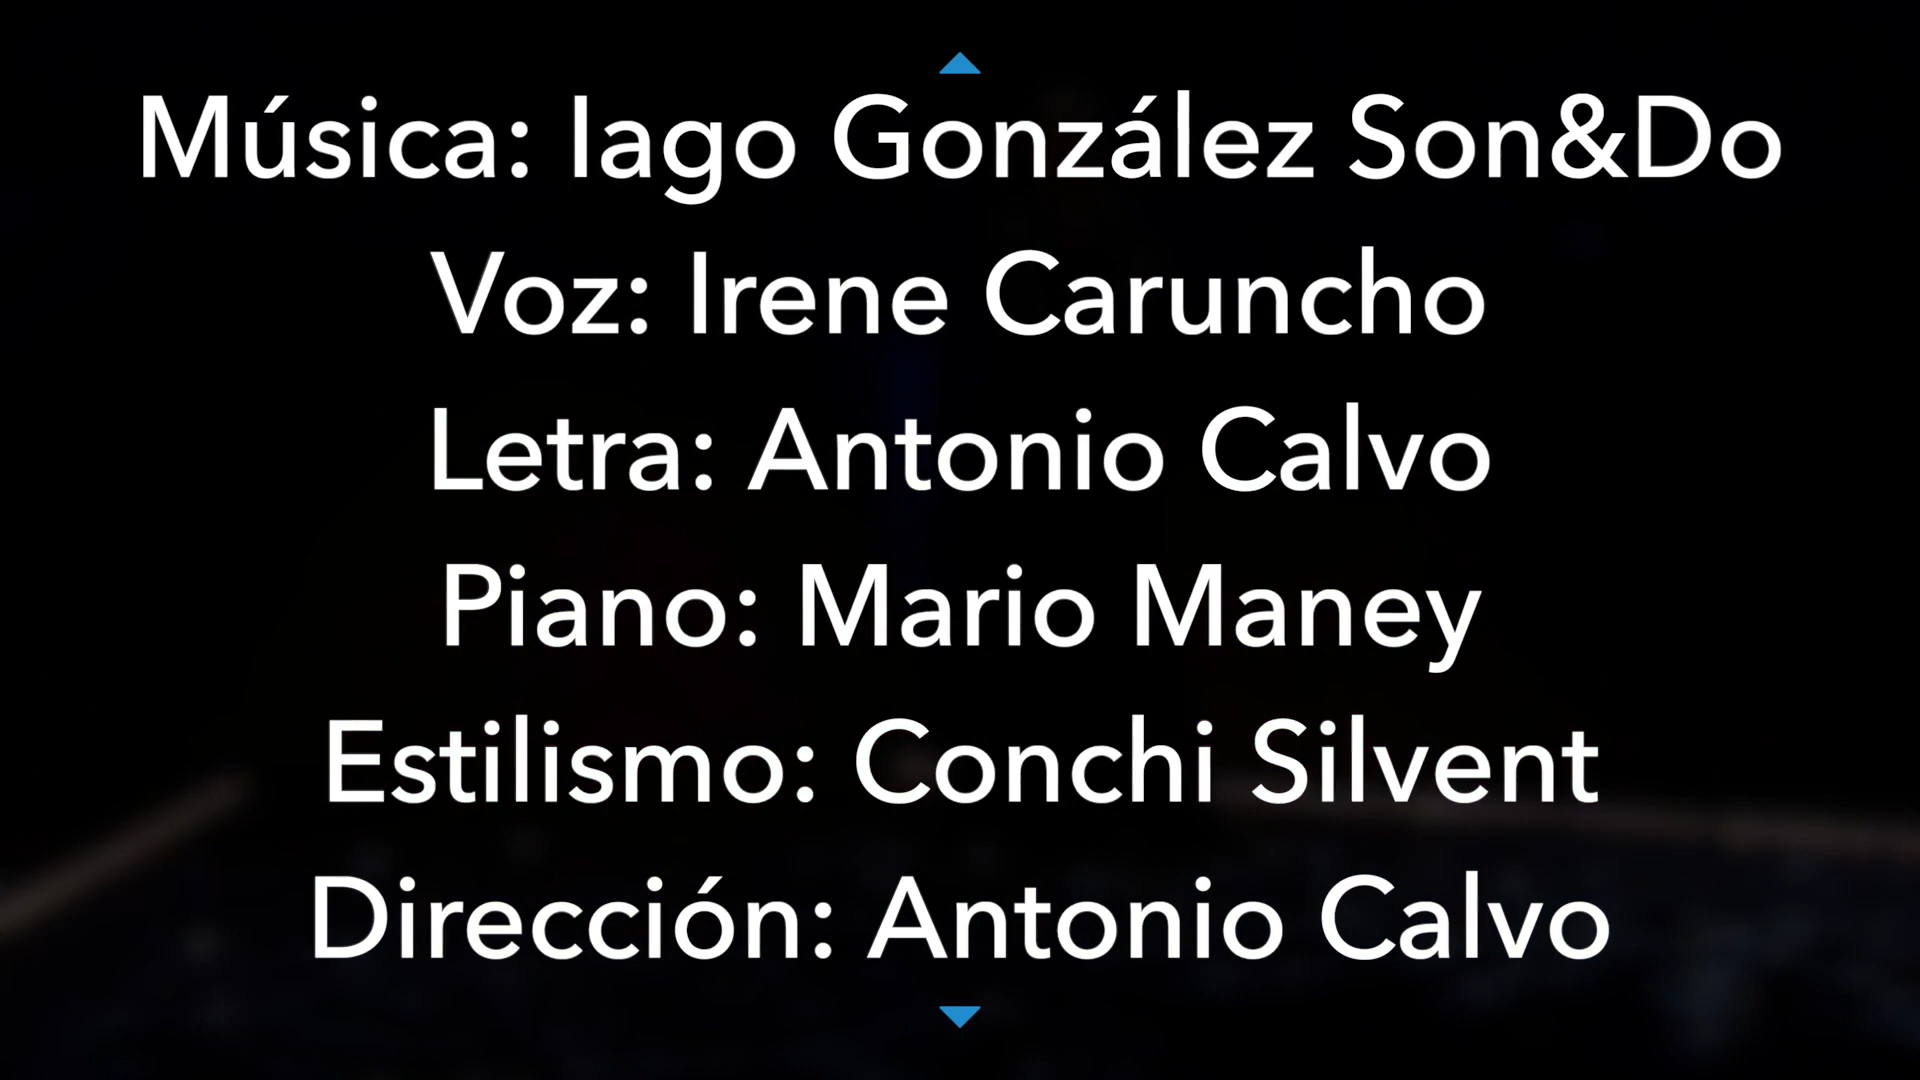 Música: Iago González Son&Do
Voz: Irene Caruncho
Letra: Antonio Calvo
Piano: Mario Maney
Estilismo: Conchi Silvent
Dirección: Antonio Calvo